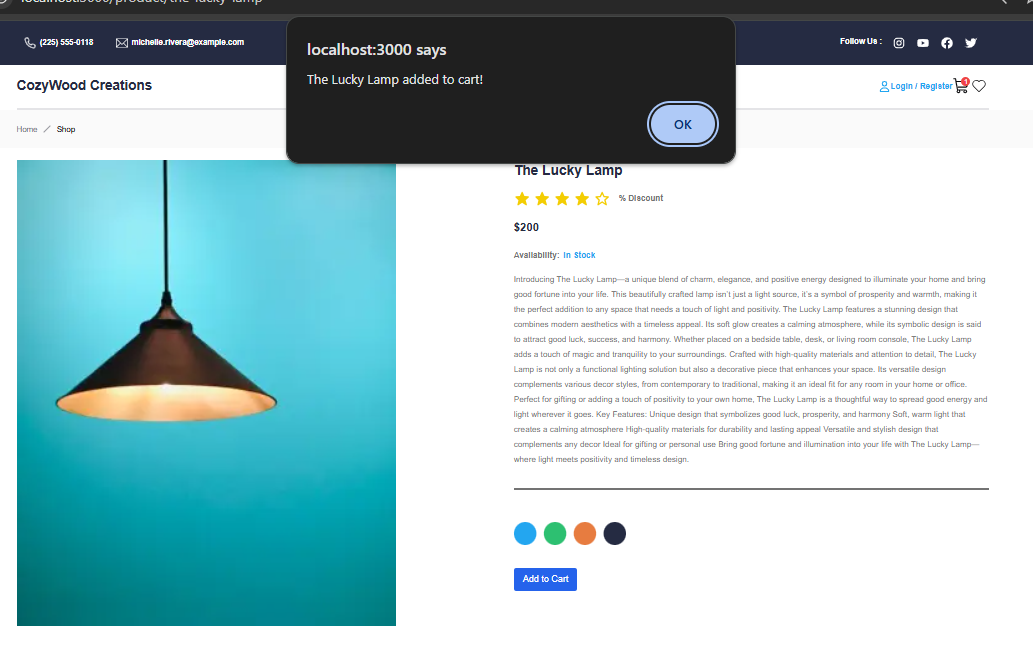 localhost:3000/product/the-lucky-lamp
(225) 555-0118
michelle.rivera@example.com
localhost:3000 says
The Lucky Lamp added to cart!
OK
Follow Us :
CozyWood Creations
Login / Register
1
Home / Shop
The Lucky Lamp
% Discount
$200
Availability: In Stock
Introducing The Lucky Lamp—a unique blend of charm, elegance, and positive energy designed to illuminate your home and bring
good fortune into your life. This beautifully crafted lamp isn't just a light source, it's a symbol of prosperity and warmth, making it
the perfect addition to any space that needs a touch of light and positivity. The Lucky Lamp features a stunning design that
combines modern aesthetics with a timeless appeal. Its soft glow creates a calming atmosphere, while its symbolic design is said
to attract good luck, success, and harmony. Whether placed on a bedside table, desk, or living room console, The Lucky Lamp
adds a touch of magic and tranquility to your surroundings. Crafted with high-quality materials and attention to detail, The Lucky
Lamp is not only a functional lighting solution but also a decorative piece that enhances your space. Its versatile design
complements various decor styles, from contemporary to traditional, making it an ideal fit for any room in your home or office.
Perfect for gifting or adding a touch of positivity to your own home, The Lucky Lamp is a thoughtful way to spread good energy and
light wherever it goes. Key Features: Unique design that symbolizes good luck, prosperity, and harmony Soft, warm light that
creates a calming atmosphere High-quality materials for durability and lasting appeal Versatile and stylish design that
complements any decor Ideal for gifting or personal use Bring good fortune and illumination into your life with The Lucky Lamp—
where light meets positivity and timeless design.
Add to Cart